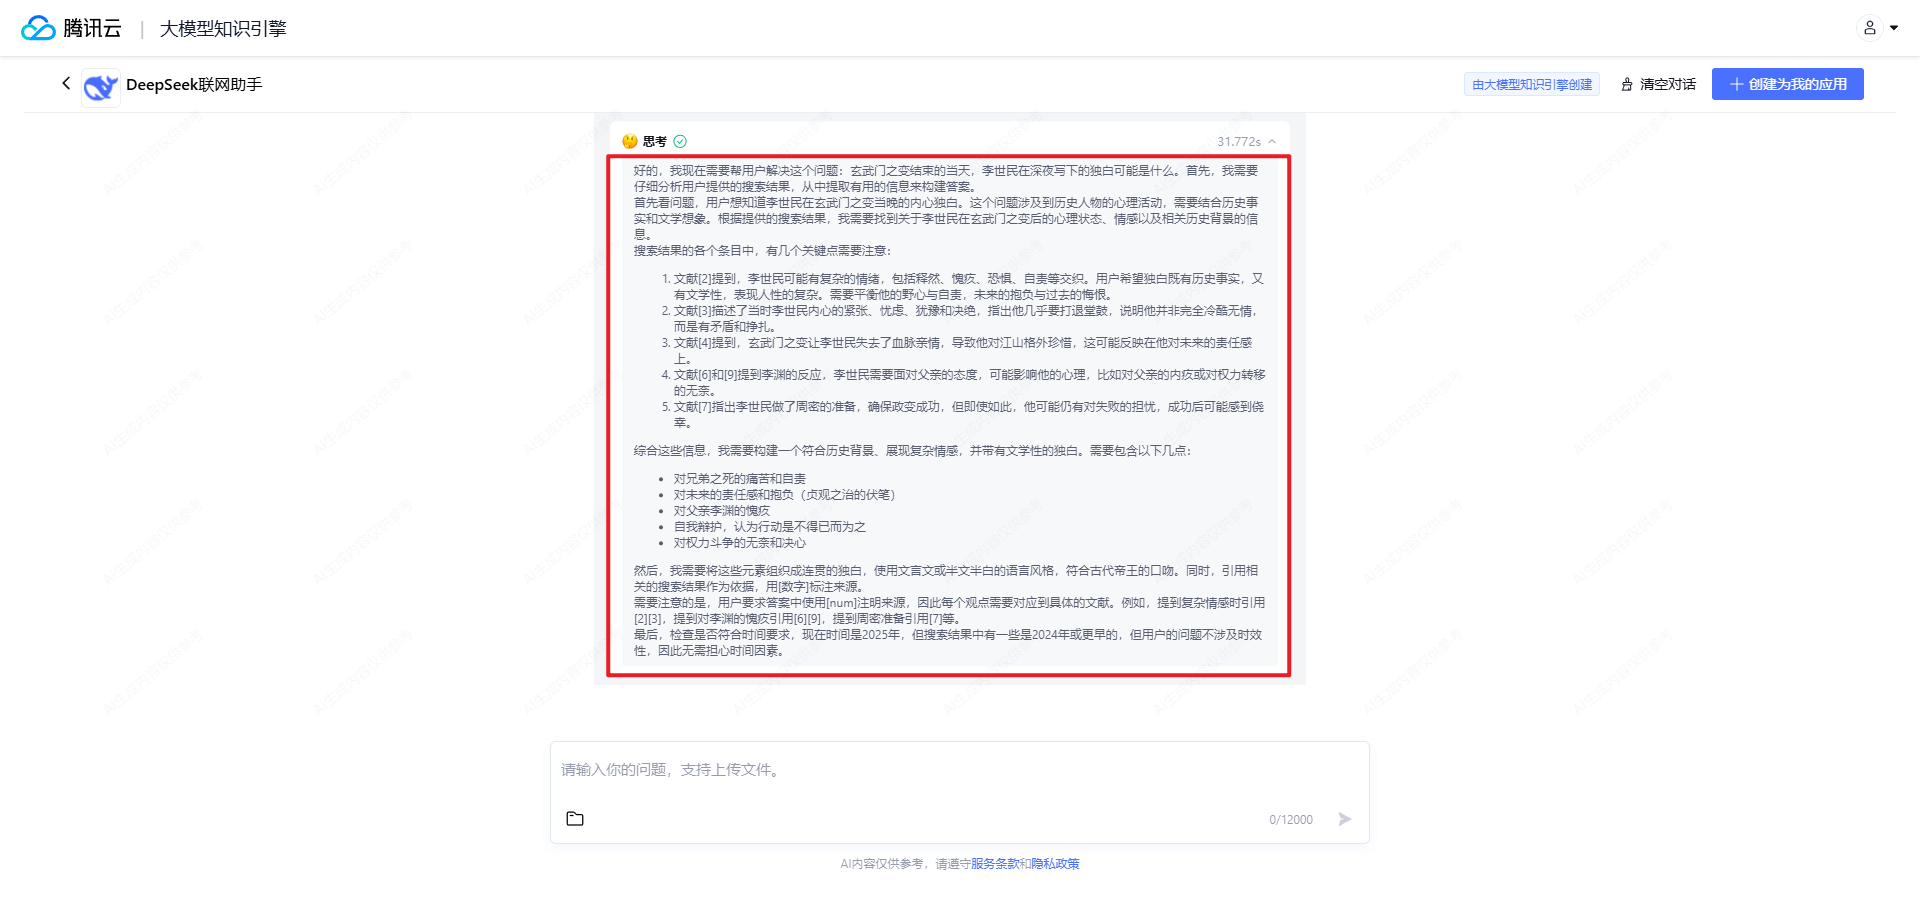 腾讯云 | 大模型知识引擎
DeepSeek联网助手
由大模型知识引擎创建
清空对话
创建为我的应用
思考
31.772s
好的，我现在需要帮用户解决这个问题：玄武门之变结束的当天，李世民在深夜写下的独白可能是什么。首先，我需要
仔细分析用户提供的搜索结果，从中提取有用的信息来构建答案。
首先看问题，用户想知道李世民在玄武门之变当晚的内心独白。这个问题涉及到历史人物的心理活动，需要结合历史事
实和文学想象。根据提供的搜索结果，我需要找到关于李世民在玄武门之变后的心理状态、情感以及相关历史背景的信
息。
搜索结果的各个条目中，有几个关键点需要注意：
1. 文献[2]提到，李世民可能有复杂的情绪，包括释然、愧疚、恐惧、自责等交织。用户希望独白既有历史事实，又
有文学性，表现人性的复杂。需要平衡他的野心与自责，未来的抱负与过去的悔恨。
2. 文献[3]描述了当时李世民内心的紧张、忧虑、犹豫和决绝，指出他几乎要打退堂鼓，说明他并非完全冷酷无情，
而是有矛盾和挣扎。
3. 文献[4]提到，玄武门之变让李世民失去了血脉亲情，导致他对江山格外珍惜，这可能反映在他对未来的责任感
上。
4. 文献[6]和[9]提到李渊的反应，李世民需要面对父亲的态度，可能影响他的心理，比如对父亲的内疚或对权力转移
的无奈。
5. 文献[7]指出李世民做了周密的准备，确保政变成功，但即使如此，他可能仍有对失败的担忧，成功后可能感到侥
幸。
综合这些信息，我需要构建一个符合历史背景、展现复杂情感，并带有文学性的独白。需要包含以下几点：
• 对兄弟之死的痛苦和自责
• 对未来的责任感和抱负（贞观之治的伏笔）
• 对父亲李渊的愧疚
• 自我辩护，认为行动是不得已而为之
• 对权力斗争的无奈和决心
然后，我需要将这些元素组织成连贯的独白，使用文言文或半文半白的语言风格，符合古代帝王的口吻。同时，引用相
关的搜索结果作为依据，用[数字]标注来源。
需要注意的是，用户要求答案中使用[num]注明来源，因此每个观点需要对应到具体的文献。例如，提到复杂情感时引用
[2][3]，提到对李渊的愧疚引用[6][9]，提到周密准备引用[7]等。
最后，检查是否符合时间要求，现在时间是2025年，但搜索结果中有一些是2024年或更早的，但用户的问题不涉及时效
性，因此无需担心时间因素。
请输入你的问题，支持上传文件。
0/12000
AI内容仅供参考，请遵守服务条款和隐私政策